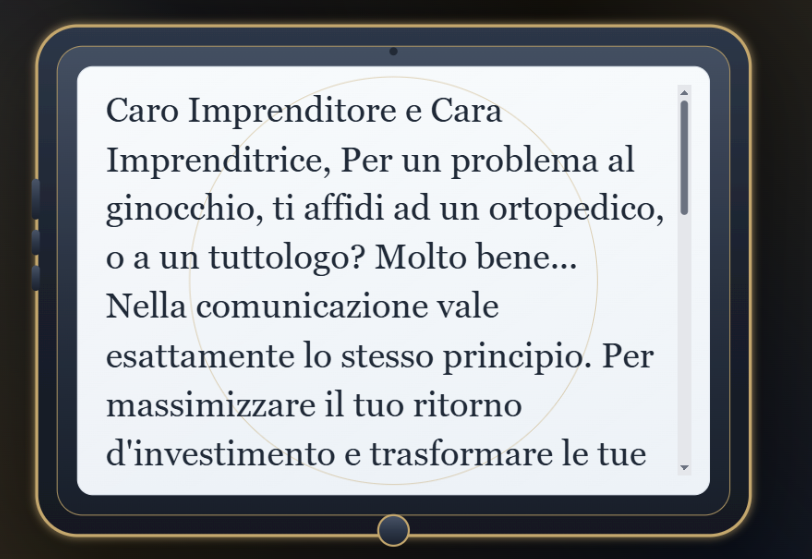 Caro Imprenditore e Cara
Imprenditrice, Per un problema al
ginocchio, ti affidi ad un ortopedico,
o a un tuttologo? Molto bene...
Nella comunicazione vale
esattamente lo stesso principio. Per
massimizzare il tuo ritorno
d'investimento e trasformare le tue